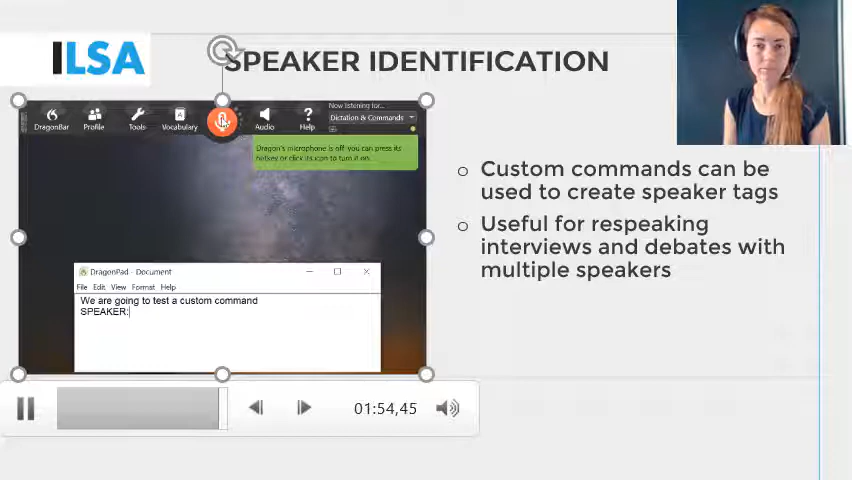 ILSA
SPEAKER IDENTIFICATION
Now listening for...
DragonBar
Profile
Tools
Vocabulary
Audio
Help
Dictation & Commands
Dragon's microphone is off; you can press its
hotkey or click its icon to turn it on...
DragonPad - Document
File Edit View Format Help
We are going to test a custom command
SPEAKER:
Custom commands can be
used to create speaker tags
Useful for respeaking
interviews and debates with
multiple speakers
01:54,45